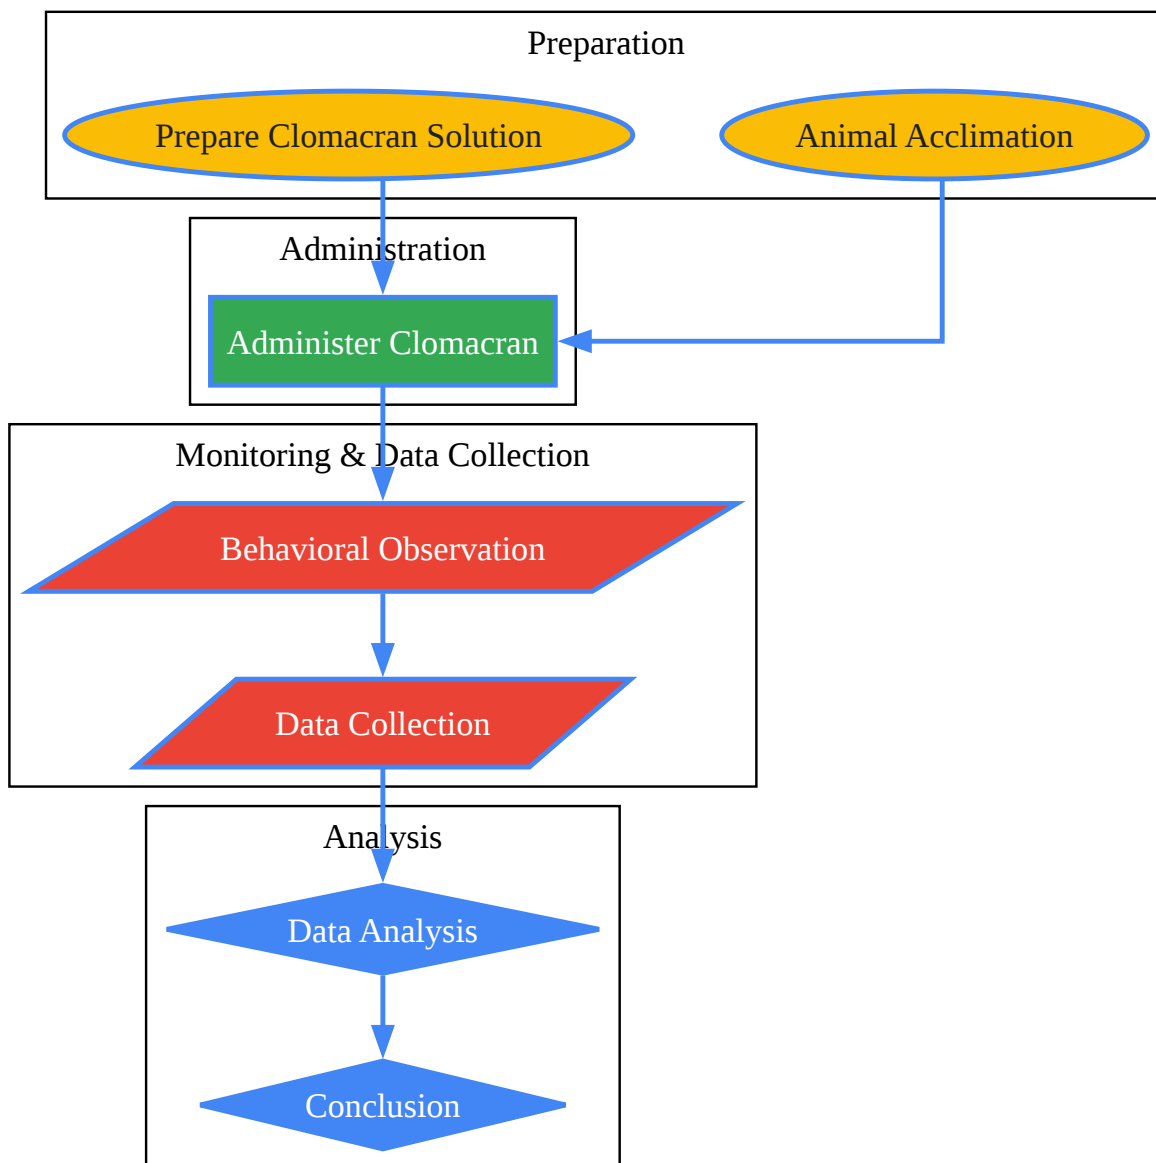 Preparation
Prepare Clomacran Solution
Animal Acclimation
Administration
Administer Clomacran
Monitoring & Data Collection
Behavioral Observation
Data Collection
Analysis
Data Analysis
Conclusion